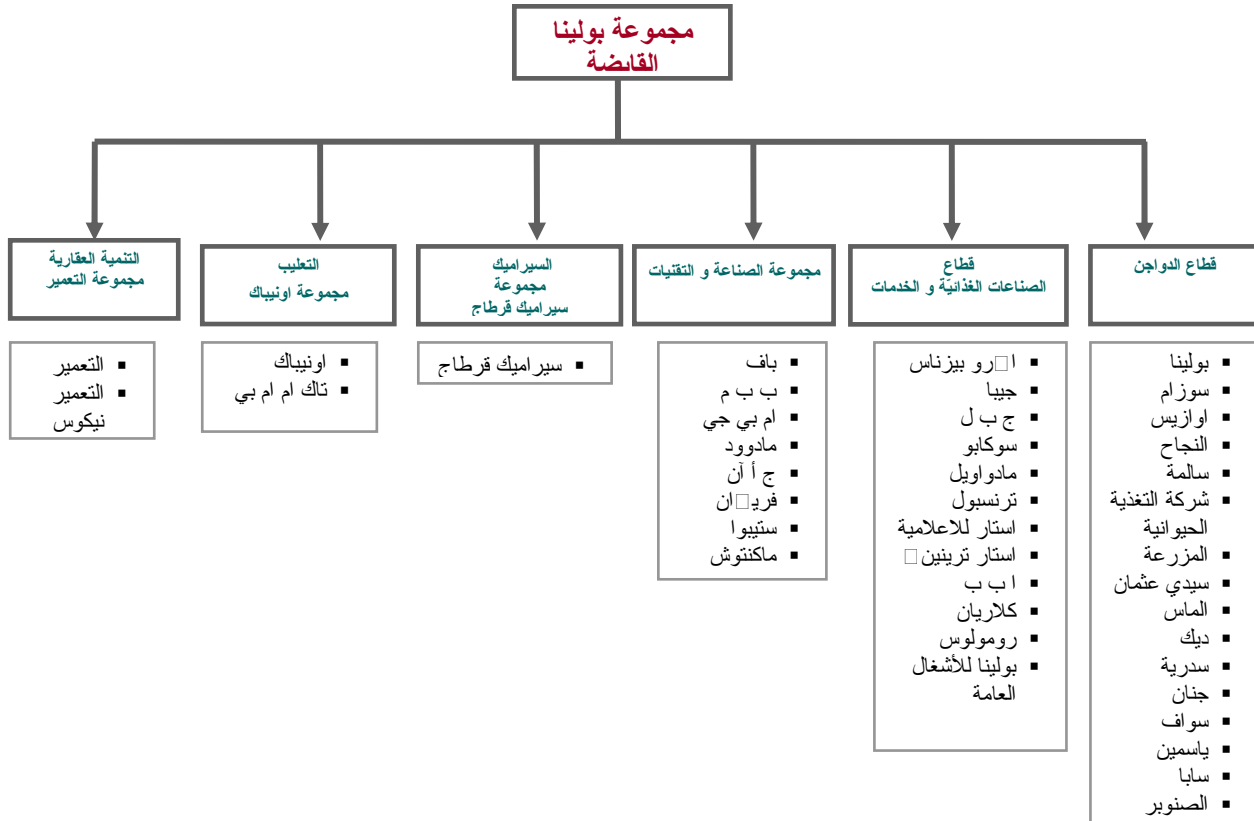 مجموعة بولينا
القابضة
قطاع الدواجن
بولينا
سوزام
اوازيس
النجاح
سالمة
شركة التغذية
الحيوانية
المزرعة
سيدي عثمان
الماس
ديك
سدرية
جنان
سواف
ياسمين
سابا
الصنوبر
قطاع
الصناعات الغذائيّة و الخدمات
بيزناس
جيبا
ج ب ل
سوكابو
مادواويل
ترنسبول
استار للاعلامية
استار
ا ب ب
كلاريان
رومولوس
بولينا للأشغال
العامة
مجموعة الصناعة و التقنيات
باف
ب ب م
ام بي جي
مادوود
ج أ آن
ستيبوا
ماكنتوش
السيراميك
مجموعة
سيراميك قرطاج
سيراميك قرطاج
التعليب
مجموعة اونيباك
اونيباك
تاك ام ام بي
التنمية العقارية
مجموعة التعمير
التعمير
التعمير
نيكوس